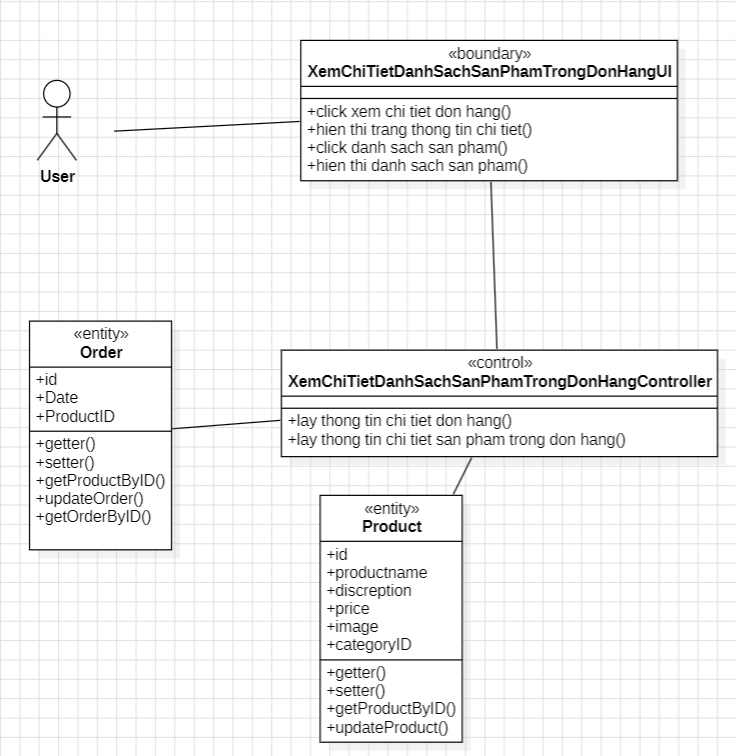 «boundary»
XemChiTietDanhSachSanPhamTrongDonHangUI
+click xem chi tiet don hang()
+hien thi trang thong tin chi tiet()
+click danh sach san pham()
+hien thi danh sach san pham()
User
«entity»
Order
+id
+Date
+ProductID
+getter()
+setter()
+getProductByID()
+updateOrder()
+getOrderByID()
«control»
XemChiTietDanhSachSanPhamTrongDonHangController
+lay thong tin chi tiet don hang()
+lay thong tin chi tiet san pham trong don hang()
«entity»
Product
+id
+productname
+discreption
+price
+image
+categoryID
+getter()
+setter()
+getProductByID()
+updateProduct()